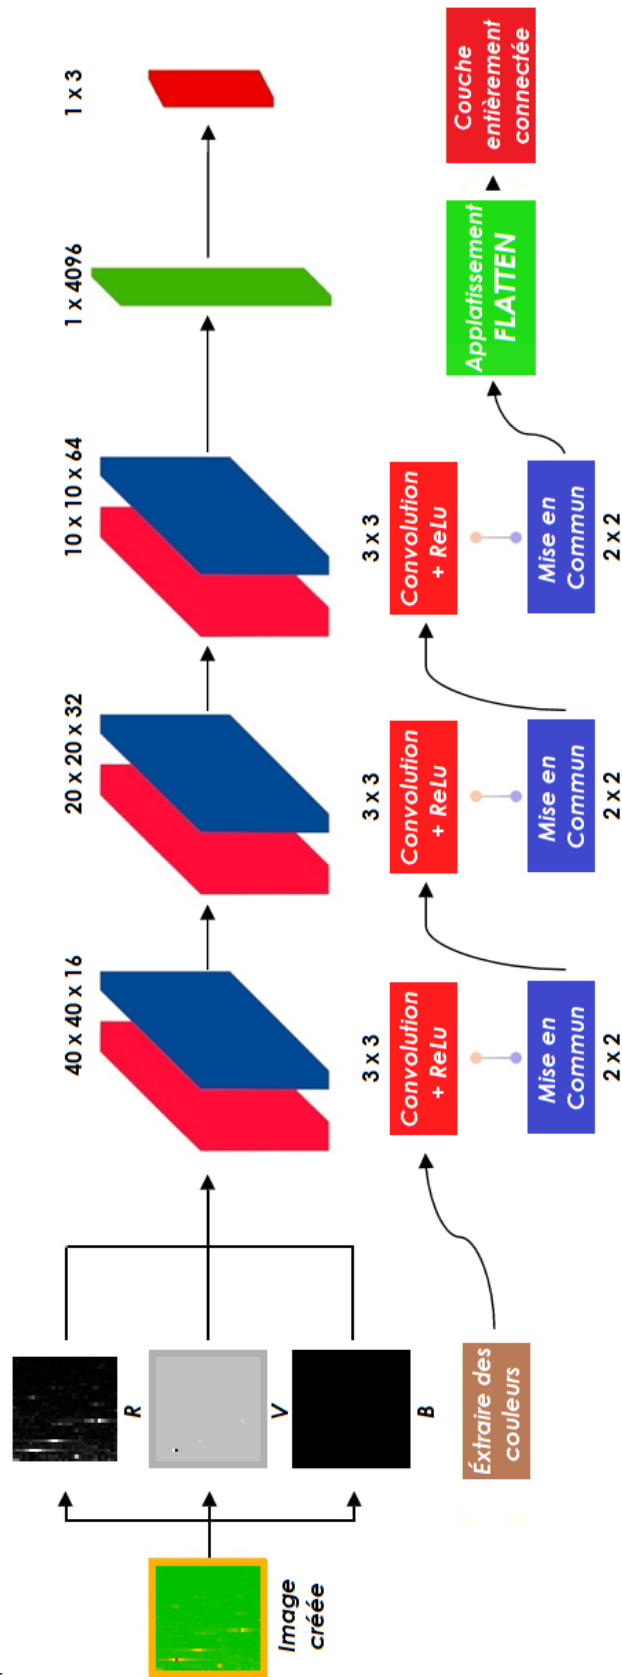 40 x 40 x 16
20 x 20 x 32
10 x 10 x 64
1 x 4096
1 x 3
R
V
B
Image
créée
3 x 3
3 x 3
3 x 3
Éxtraire des
couleurs
Convolution
+ ReLu
Convolution
+ ReLu
Convolution
+ ReLu
Applatissement
FLATTEN
Couche
entièrement
connectée
Mise en
Commun
Mise en
Commun
Mise en
Commun
2 x 2
2 x 2
2 x 2